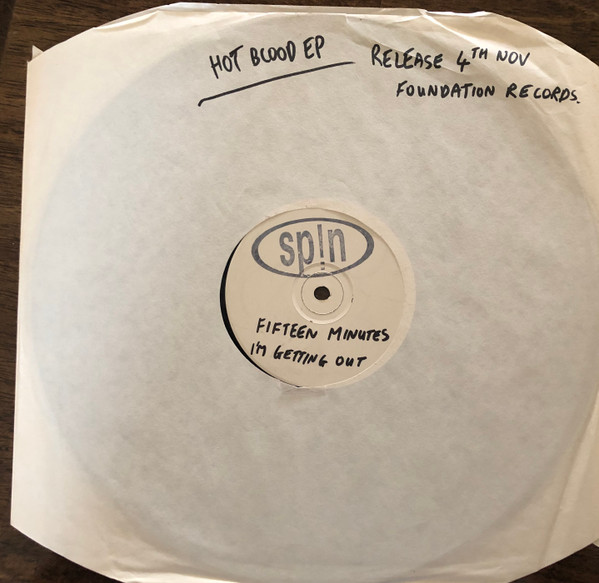 HOT BLOOD EP
RELEASE 4TH NOV
FOUNDATION RECORDS.
sp!n
FIFTEEN MINUTES
I'M GETTING OUT